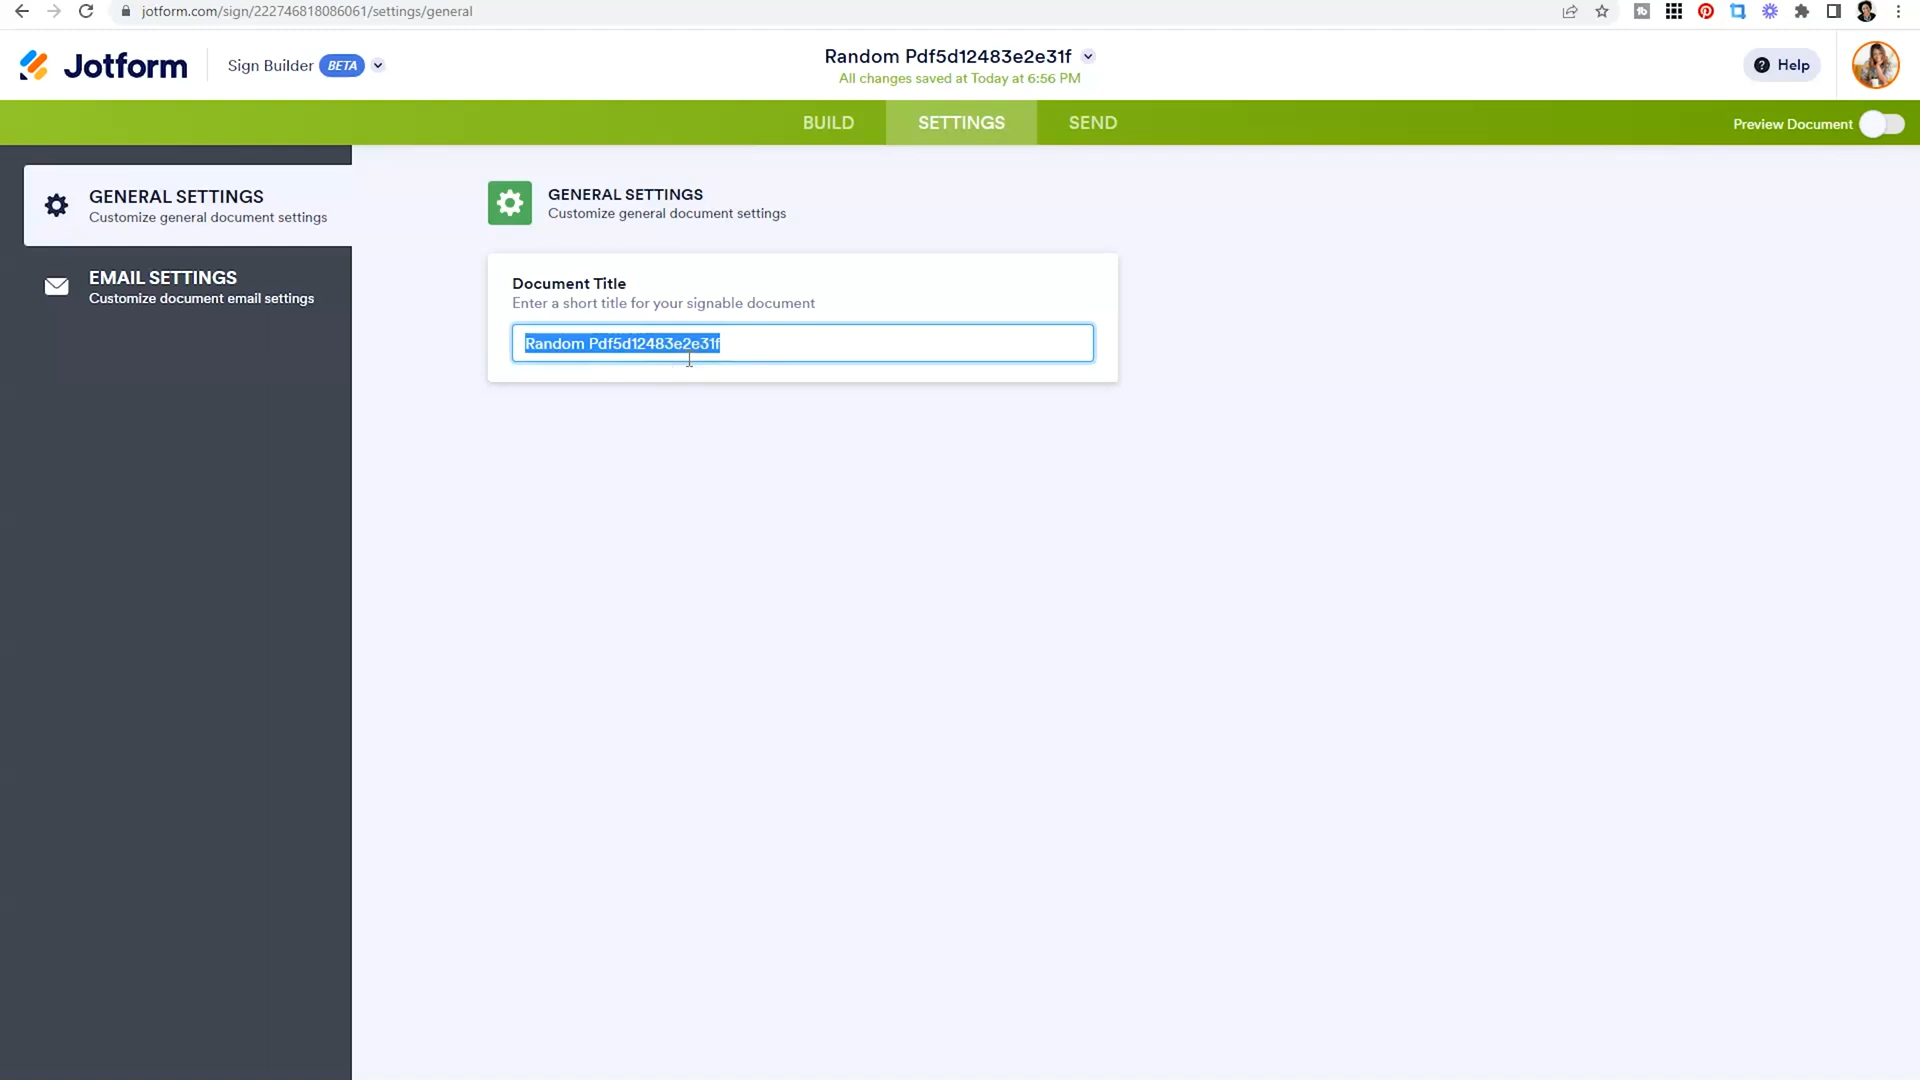 jotform.com/sign/222746818086061/settings/general
Jotform
Sign Builder BETA
Random Pdf5d12483e2e31f
All changes saved at Today at 6:56 PM
Help
BUILD
SETTINGS
SEND
Preview Document
GENERAL SETTINGS
Customize general document settings
EMAIL SETTINGS
Customize document email settings
GENERAL SETTINGS
Customize general document settings
Document Title
Enter a short title for your signable document
Random Pdf5d12483e2e31f